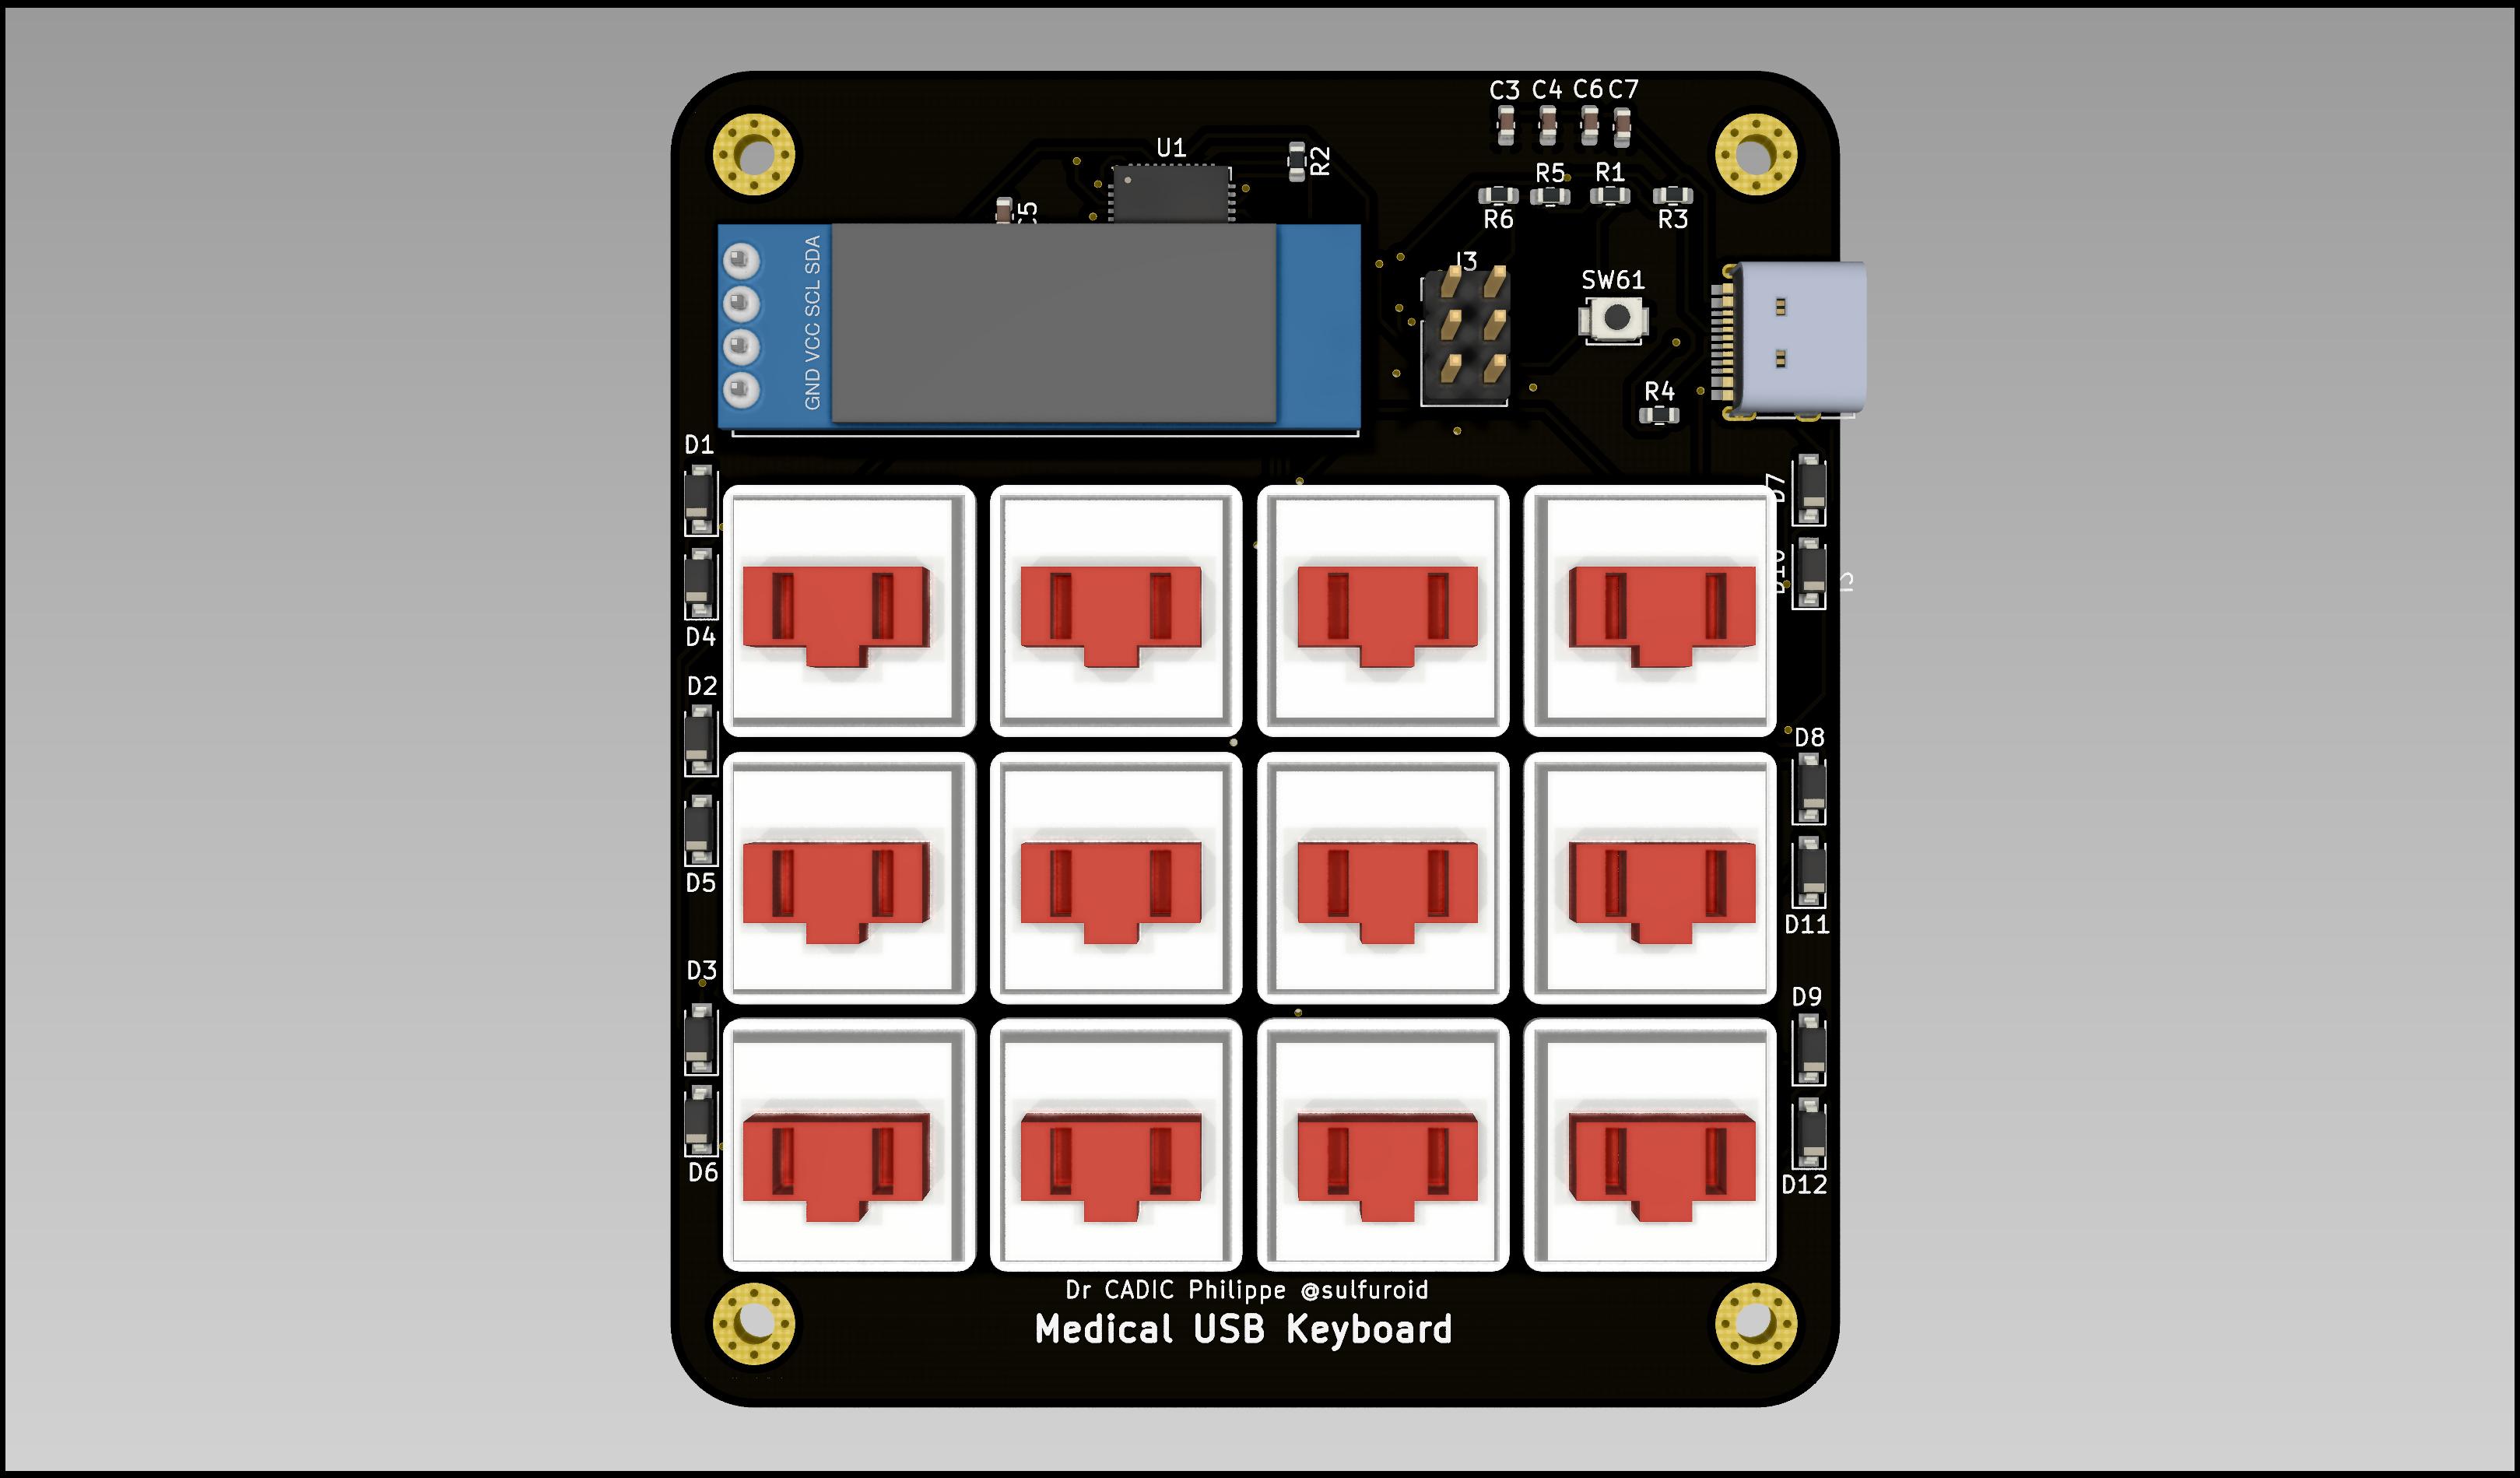 C3 C4 C6 C7
U1
R2
R5 R1
R6 R3
J3
SW61
GND VCC SCL SDA
R4
D1
D7
D10
D4
D2
D8
D5
D11
D3
D9
D6
D12
Dr CADIC Philippe @sulfuroid
Medical USB Keyboard